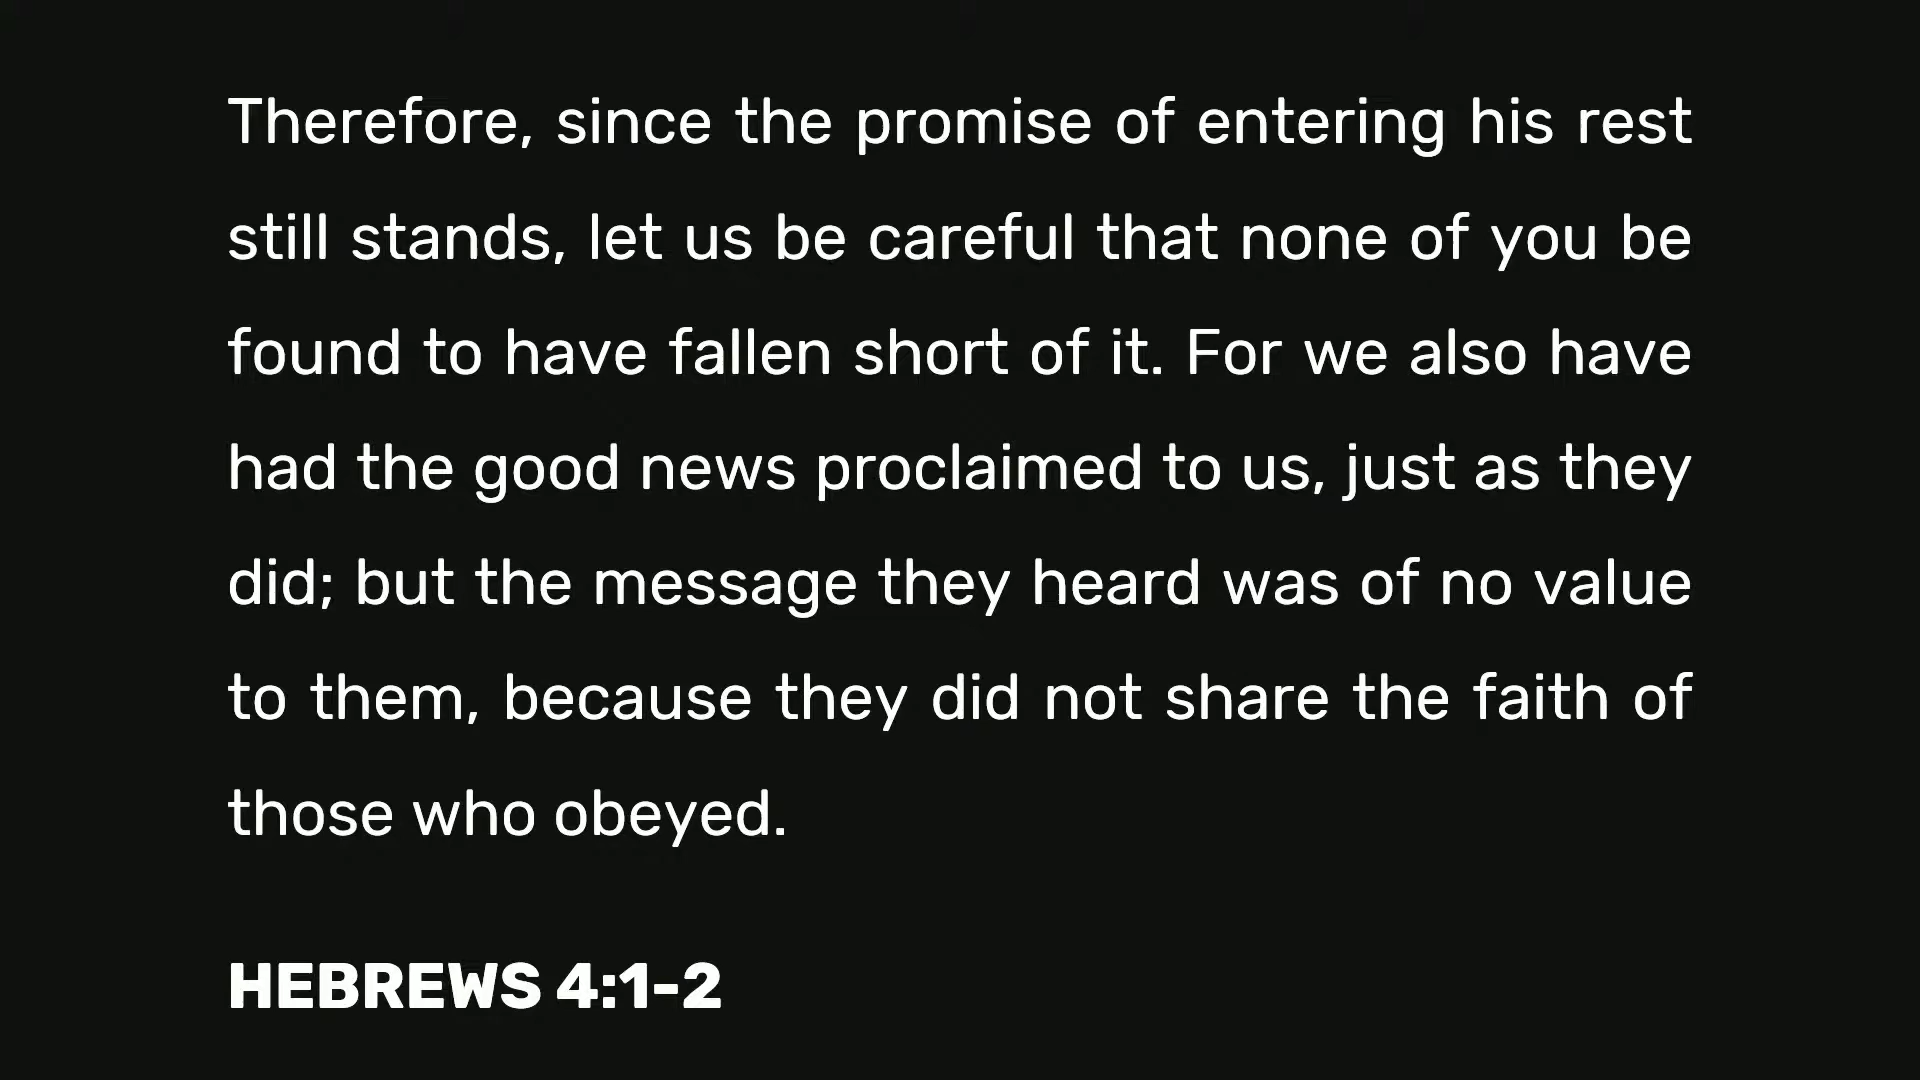 Therefore, since the promise of entering his rest
still stands, let us be careful that none of you be
found to have fallen short of it. For we also have
had the good news proclaimed to us, just as they
did; but the message they heard was of no value
to them, because they did not share the faith of
those who obeyed.
HEBREWS 4:1-2